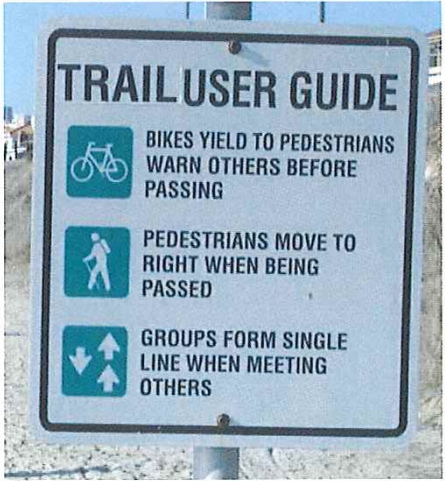 TRAIL USER GUIDE
BIKES YIELD TO PEDESTRIANS
WARN OTHERS BEFORE
PASSING
PEDESTRIANS MOVE TO
RIGHT WHEN BEING
PASSED
GROUPS FORM SINGLE
LINE WHEN MEETING
OTHERS